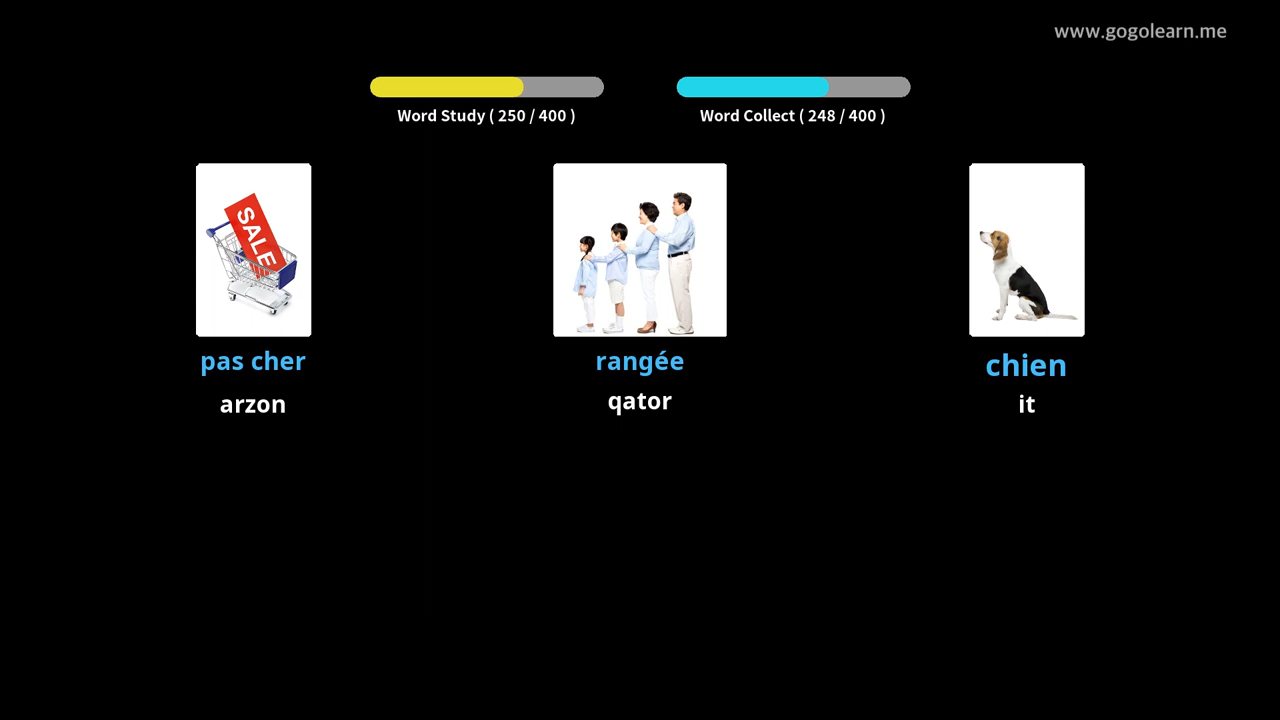 www.gogolearn.me
Word Study ( 250 / 400 )
Word Collect ( 248 / 400 )
SALE
pas cher
rangée
chien
arzon
qator
it